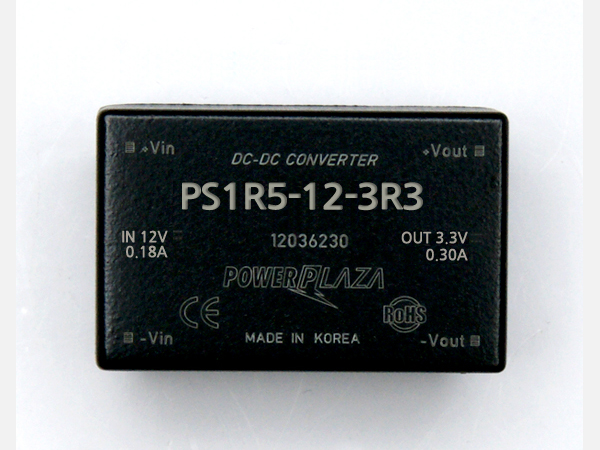 +Vin
DC-DC CONVERTER
+Vout
PS1R5-12-3R3
IN 12V
0.18A
12036230
OUT 3.3V
0.30A
POWERPLAZA
CE
RoHS
-Vin
MADE IN KOREA
-Vout